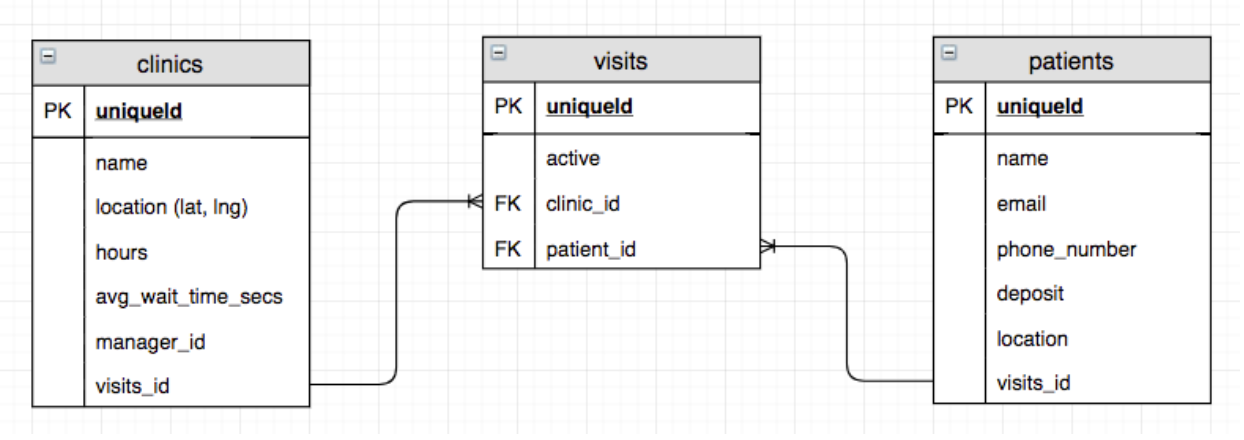 clinics
PK uniqueId
name
location (lat, lng)
hours
avg_wait_time_secs
manager_id
visits_id
visits
PK uniqueId
active
FK clinic_id
FK patient_id
patients
PK uniqueId
name
email
phone_number
deposit
location
visits_id